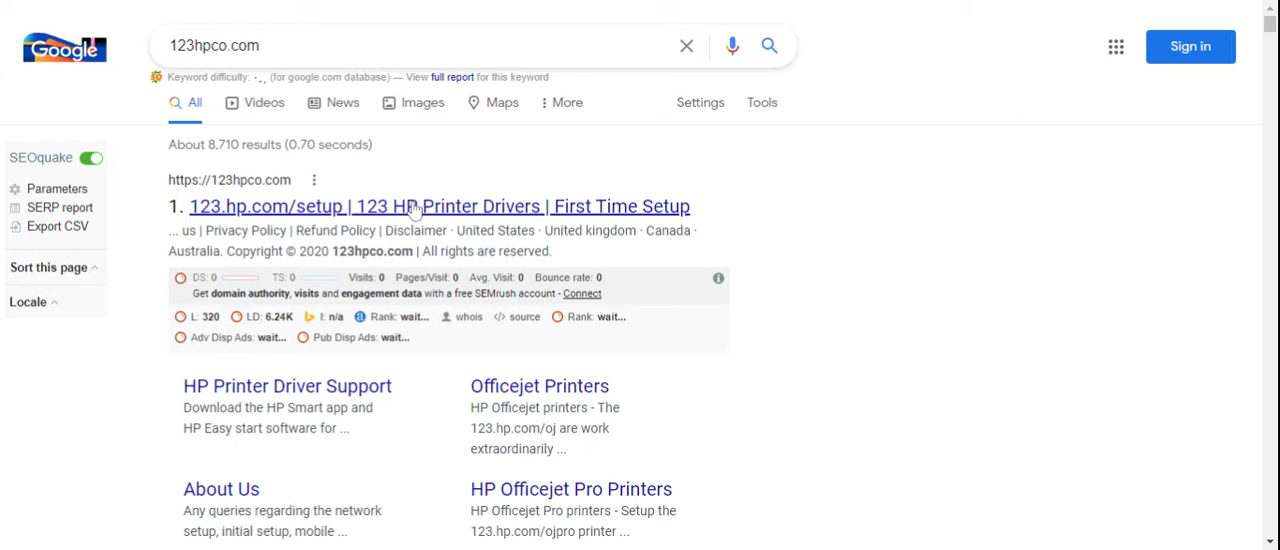 Google
123hpco.com
Sign in
Keyword difficulty: (for google.com database) — View full report for this keyword
All Videos News Images Maps More Settings Tools
SEOquake
Parameters
SERP report
Export CSV
Sort this page
Locale
About 8,710 results (0.70 seconds)
https://123hpco.com
1. 123.hp.com/setup | 123 HP Printer Drivers | First Time Setup
... us | Privacy Policy | Refund Policy | Disclaimer · United States · United kingdom · Canada ·
Australia. Copyright © 2020 123hpco.com | All rights are reserved.
DS: 0 TS: 0 Visits: 0 Pages/Visit: 0 Avg. Visit: 0 Bounce rate: 0
Get domain authority, visits and engagement data with a free SEMrush account - Connect
L: 320 LD: 6.24K I: n/a Rank: wait... whois </> source Rank: wait...
Adv Disp Ads: wait... Pub Disp Ads: wait...
HP Printer Driver Support
Download the HP Smart app and
HP Easy start software for ...
Officejet Printers
HP Officejet printers - The
123.hp.com/oj are work
extraordinarily ...
About Us
Any queries regarding the network
setup, initial setup, mobile ...
HP Officejet Pro Printers
HP Officejet Pro printers - Setup the
123.hp.com/ojpro printer ...